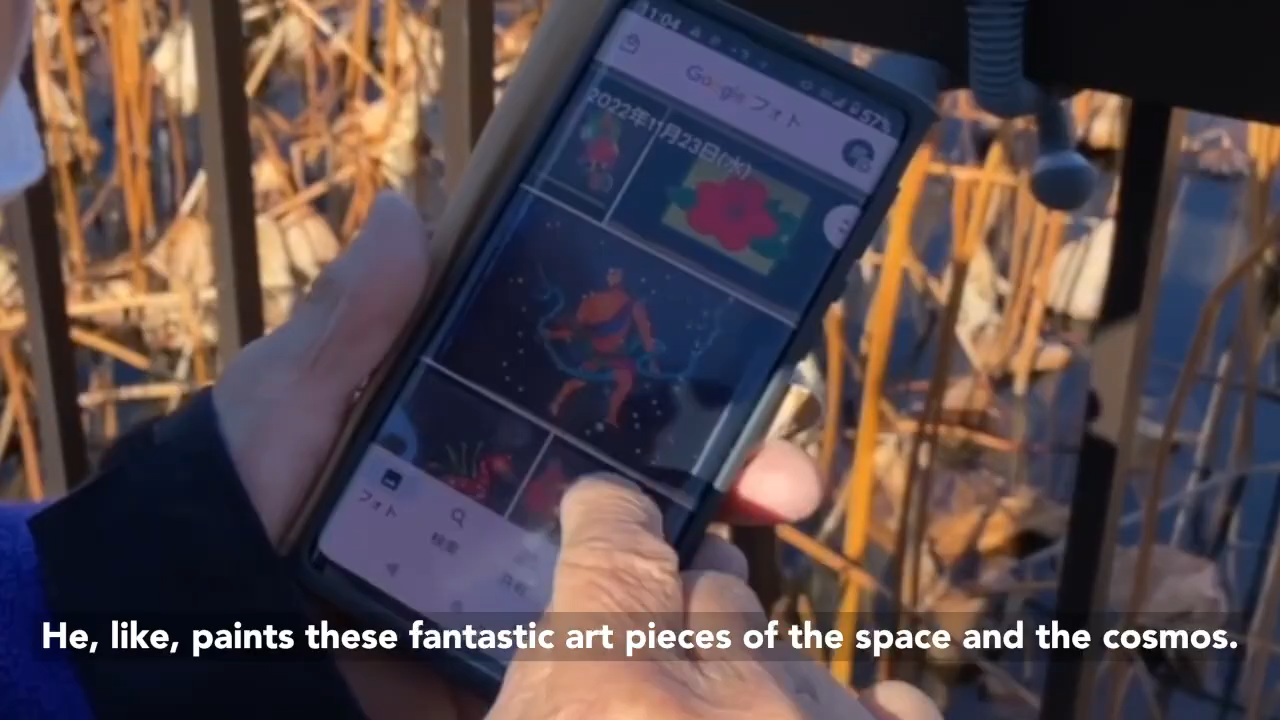 11:04
57%
Google フォト
2022年11月23日(水)
フォト
検索
He, like, paints these fantastic art pieces of the space and the cosmos.